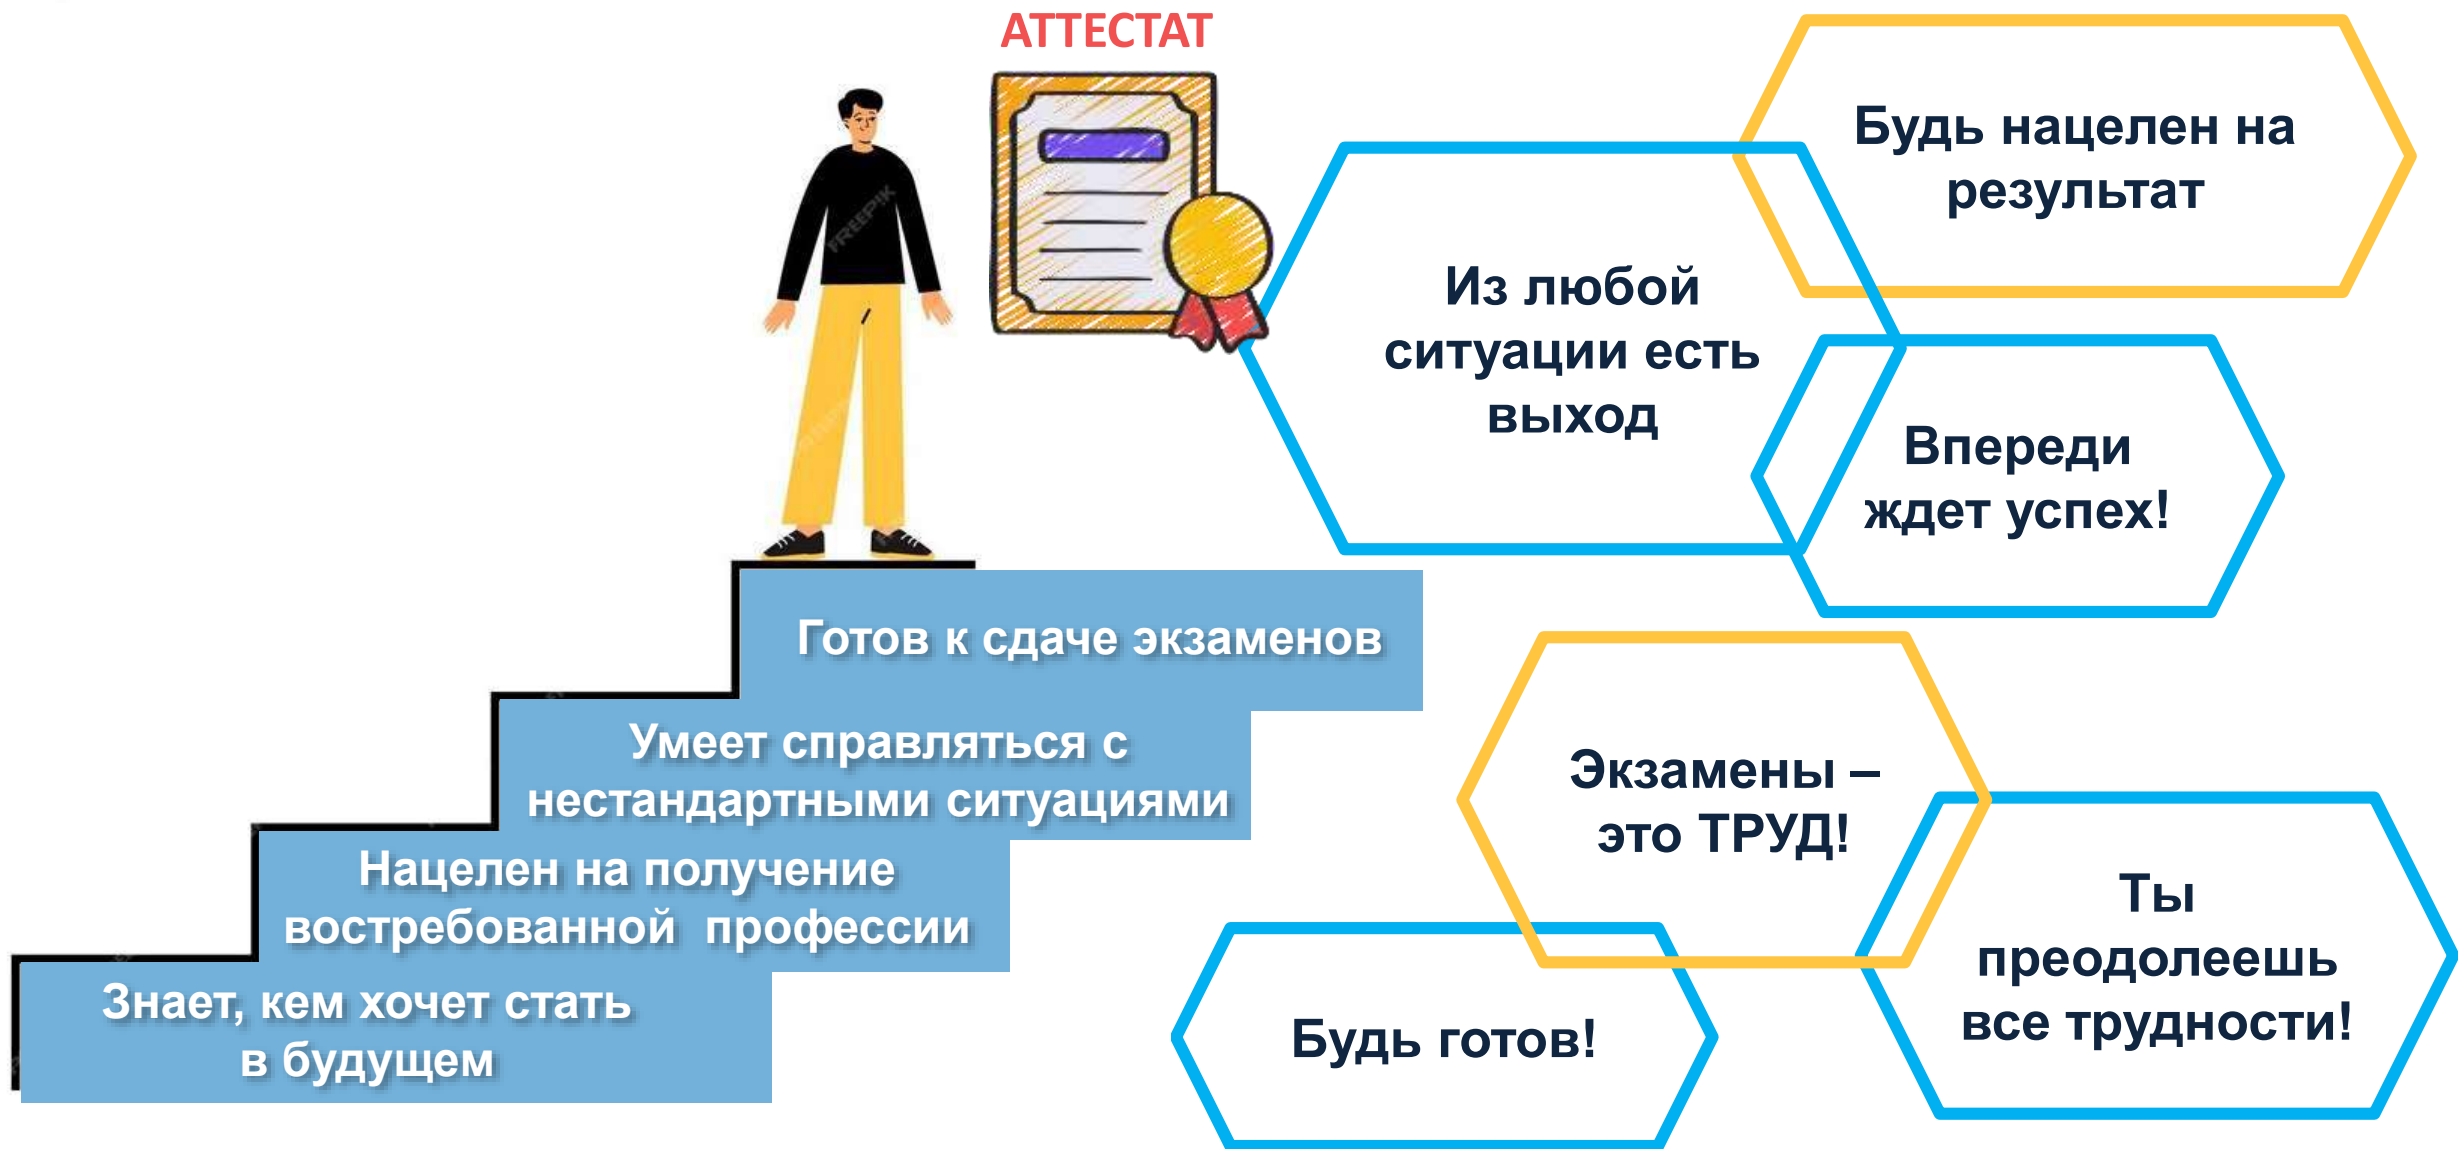 АТТЕСТАТ
Будь нацелен на
результат
Из любой
ситуации есть
выход
Впереди
ждет успех!
Готов к сдаче экзаменов
Умеет справляться с
нестандартными ситуациями
Нацелен на получение
востребованной профессии
Знает, кем хочет стать
в будущем
Экзамены –
это ТРУД!
Ты
преодолеешь
все трудности!
Будь готов!
FREEPIK